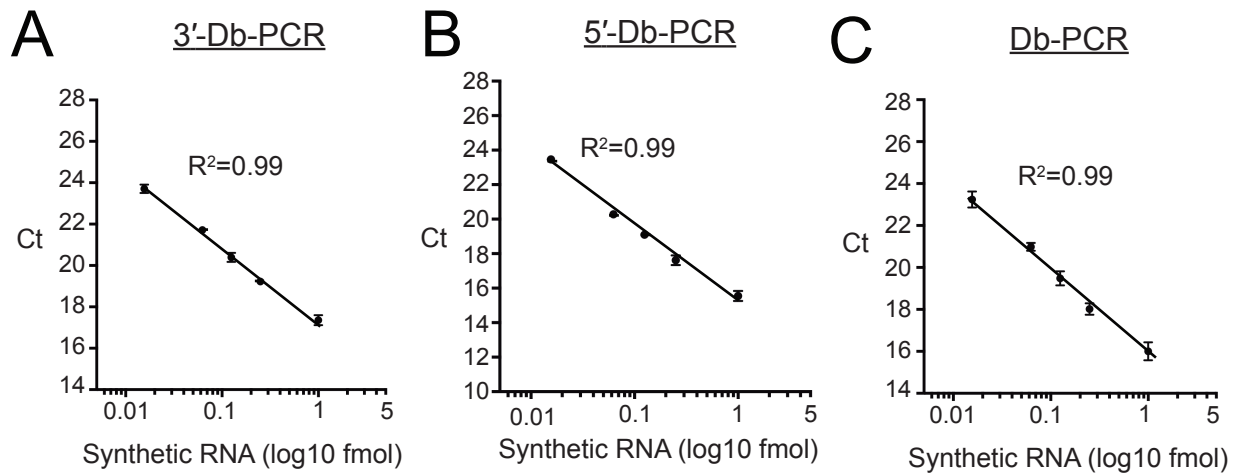 A
3′-Db-PCR
28
26
24
22
20
18
16
14
Ct
R²=0.99
0.01
0.1
1
5
Synthetic RNA (log10 fmol)
B
5′-Db-PCR
28
26
24
22
20
18
16
14
12
10
Ct
R²=0.99
0.01
0.1
1
5
Synthetic RNA (log10 fmol)
C
Db-PCR
28
26
24
22
20
18
16
14
Ct
R²=0.99
0.01
0.1
1
5
Synthetic RNA (log10 fmol)